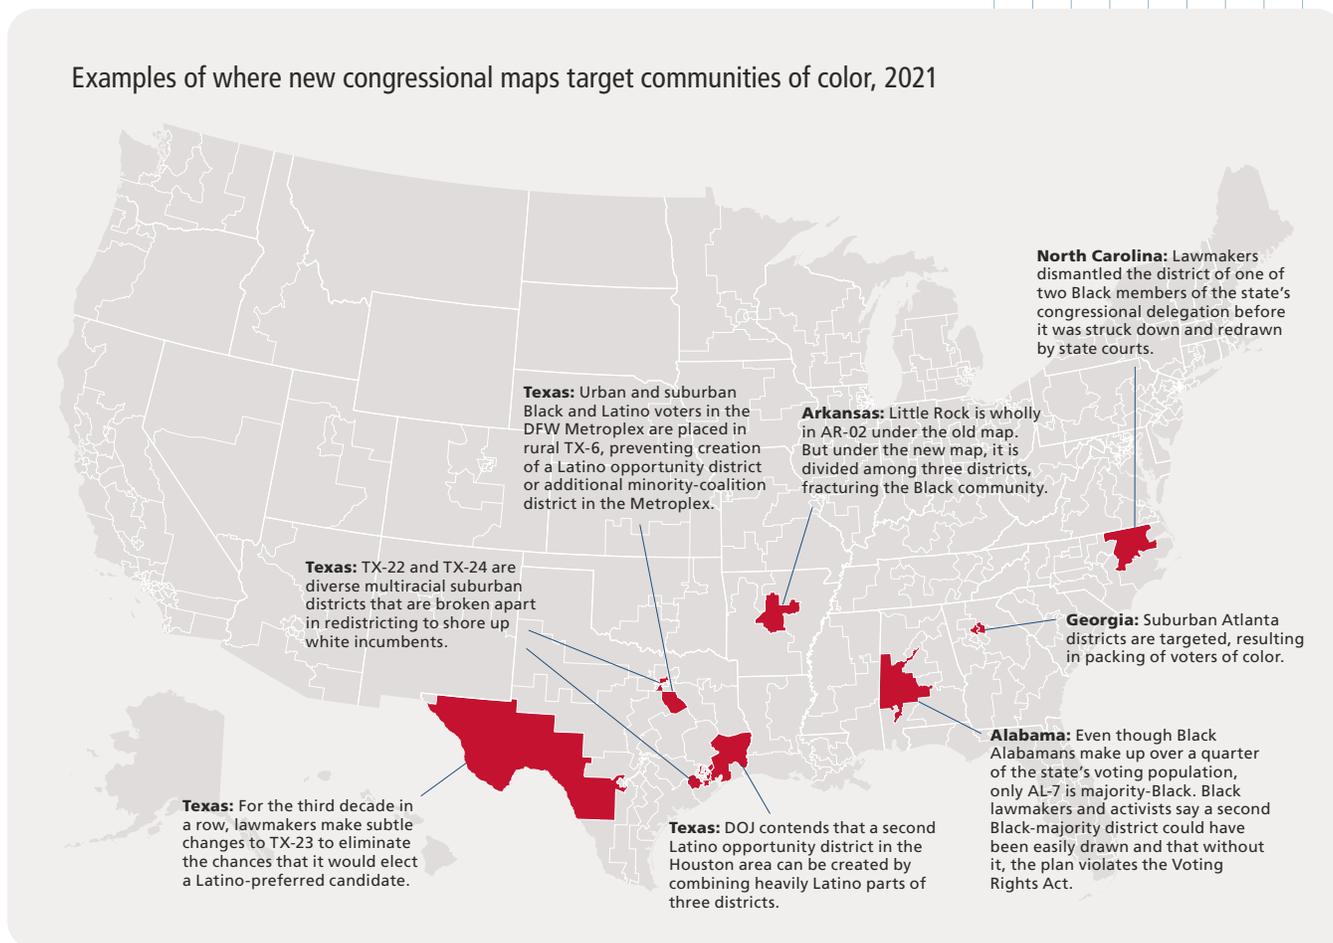 Examples of where new congressional maps target communities of color, 2021
North Carolina: Lawmakers
dismantled the district of one of
two Black members of the state’s
congressional delegation before
it was struck down and redrawn
by state courts.
Texas: Urban and suburban
Black and Latino voters in the
DFW Metroplex are placed in
rural TX-6, preventing creation
of a Latino opportunity district
or additional minority-coalition
district in the Metroplex.
Arkansas: Little Rock is wholly
in AR-02 under the old map.
But under the new map, it is
divided among three districts,
fracturing the Black community.
Texas: TX-22 and TX-24 are
diverse multiracial suburban
districts that are broken apart
in redistricting to shore up
white incumbents.
Georgia: Suburban Atlanta
districts are targeted, resulting
in packing of voters of color.
Alabama: Even though Black
Alabamans make up over a quarter
of the state’s voting population,
only AL-7 is majority-Black. Black
lawmakers and activists say a second
Black-majority district could have
been easily drawn and that without
it, the plan violates the Voting
Rights Act.
Texas: For the third decade in
a row, lawmakers make subtle
changes to TX-23 to eliminate
the chances that it would elect
a Latino-preferred candidate.
Texas: DOJ contends that a second
Latino opportunity district in the
Houston area can be created by
combining heavily Latino parts of
three districts.